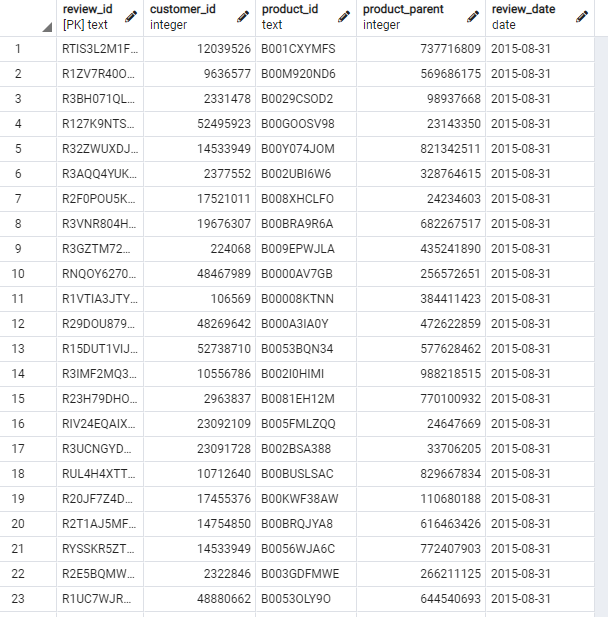 review_id customer_id product_id product_parent review_date
[PK] text integer text integer date
1 RTIS3L2M1F... 12039526 B001CXYMFS 737716809 2015-08-31
2 R1ZV7R40O... 9636577 B00M920ND6 569686175 2015-08-31
3 R3BH071QL... 2331478 B0029CSOD2 98937668 2015-08-31
4 R127K9NTS... 52495923 B00GOOSV98 23143350 2015-08-31
5 R32ZWUXDJ... 14533949 B00Y074JOM 821342511 2015-08-31
6 R3AQQ4YUK... 2377552 B002UBI6W6 328764615 2015-08-31
7 R2F0POU5K... 17521011 B008XHCLFO 24234603 2015-08-31
8 R3VNR804H... 19676307 B00BRA9R6A 682267517 2015-08-31
9 R3GZTM72... 224068 B009EPWJLA 435241890 2015-08-31
10 RNQOY6270... 48467989 B0000AV7GB 256572651 2015-08-31
11 R1VTIA3JTY... 106569 B00008KTNN 384411423 2015-08-31
12 R29DOU879... 48269642 B000A3IA0Y 472622859 2015-08-31
13 R15DUT1VIJ... 52738710 B0053BQN34 577628462 2015-08-31
14 R3IMF2MQ3... 10556786 B002I0HIMI 988218515 2015-08-31
15 R23H79DHO... 2963837 B0081EH12M 770100932 2015-08-31
16 RIV24EQAIX... 23092109 B005FMLZQQ 24647669 2015-08-31
17 R3UCNGYD... 23091728 B002BSA388 33706205 2015-08-31
18 RUL4H4XTT... 10712640 B00BUSLSAC 829667834 2015-08-31
19 R20JF7Z4D... 17455376 B00KWF38AW 110680188 2015-08-31
20 R2T1AJ5MF... 14754850 B00BRQJYA8 616463426 2015-08-31
21 RYSSKR5ZT... 14533949 B0056WJA6C 772407903 2015-08-31
22 R2E5BQMW... 2322846 B003GDFMWE 266211125 2015-08-31
23 R1UC7WJR... 48880662 B0053OLY9O 644540693 2015-08-31